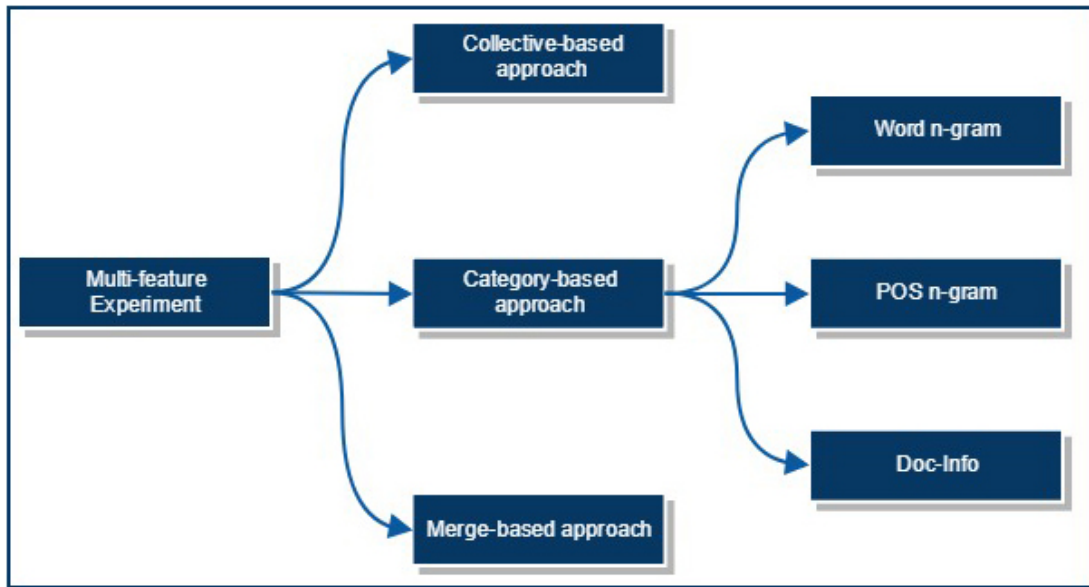 Collective-based
approach
Word n-gram
Multi-feature
Experiment
Category-based
approach
POS n-gram
Doc-Info
Merge-based approach